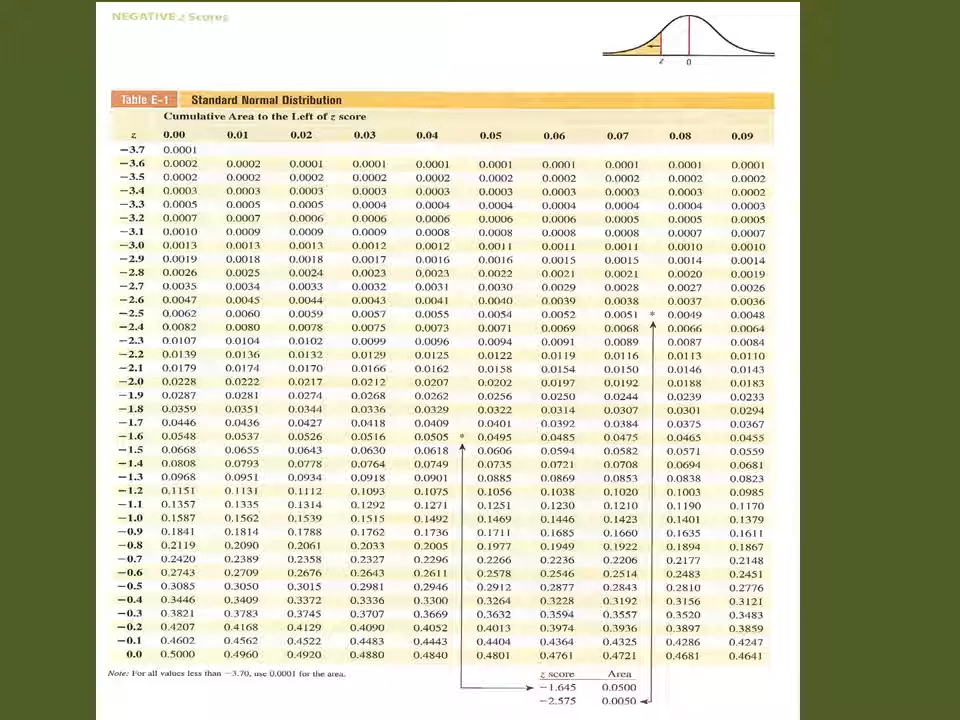 NEGATIVE z Scores
z 0
Table E-1 Standard Normal Distribution
Cumulative Area to the Left of z score
z 0.00 0.01 0.02 0.03 0.04 0.05 0.06 0.07 0.08 0.09
−3.7 0.0001
−3.6 0.0002 0.0002 0.0001 0.0001 0.0001 0.0001 0.0001 0.0001 0.0001 0.0001
−3.5 0.0002 0.0002 0.0002 0.0002 0.0002 0.0002 0.0002 0.0002 0.0002 0.0002
−3.4 0.0003 0.0003 0.0003 0.0003 0.0003 0.0003 0.0003 0.0003 0.0003 0.0002
−3.3 0.0005 0.0005 0.0005 0.0004 0.0004 0.0004 0.0004 0.0004 0.0004 0.0003
−3.2 0.0007 0.0007 0.0006 0.0006 0.0006 0.0006 0.0006 0.0005 0.0005 0.0005
−3.1 0.0010 0.0009 0.0009 0.0009 0.0008 0.0008 0.0008 0.0008 0.0007 0.0007
−3.0 0.0013 0.0013 0.0013 0.0012 0.0012 0.0011 0.0011 0.0011 0.0010 0.0010
−2.9 0.0019 0.0018 0.0018 0.0017 0.0016 0.0016 0.0015 0.0015 0.0014 0.0014
−2.8 0.0026 0.0025 0.0024 0.0023 0.0023 0.0022 0.0021 0.0021 0.0020 0.0019
−2.7 0.0035 0.0034 0.0033 0.0032 0.0031 0.0030 0.0029 0.0028 0.0027 0.0026
−2.6 0.0047 0.0045 0.0044 0.0043 0.0041 0.0040 0.0039 0.0038 0.0037 0.0036
−2.5 0.0062 0.0060 0.0059 0.0057 0.0055 0.0054 0.0052 0.0051 * 0.0049 0.0048
−2.4 0.0082 0.0080 0.0078 0.0075 0.0073 0.0071 0.0069 0.0068 0.0066 0.0064
−2.3 0.0107 0.0104 0.0102 0.0099 0.0096 0.0094 0.0091 0.0089 0.0087 0.0084
−2.2 0.0139 0.0136 0.0132 0.0129 0.0125 0.0122 0.0119 0.0116 0.0113 0.0110
−2.1 0.0179 0.0174 0.0170 0.0166 0.0162 0.0158 0.0154 0.0150 0.0146 0.0143
−2.0 0.0228 0.0222 0.0217 0.0212 0.0207 0.0202 0.0197 0.0192 0.0188 0.0183
−1.9 0.0287 0.0281 0.0274 0.0268 0.0262 0.0256 0.0250 0.0244 0.0239 0.0233
−1.8 0.0359 0.0351 0.0344 0.0336 0.0329 0.0322 0.0314 0.0307 0.0301 0.0294
−1.7 0.0446 0.0436 0.0427 0.0418 0.0409 0.0401 0.0392 0.0384 0.0375 0.0367
−1.6 0.0548 0.0537 0.0526 0.0516 0.0505 * 0.0495 0.0485 0.0475 0.0465 0.0455
−1.5 0.0668 0.0655 0.0643 0.0630 0.0618 0.0606 0.0594 0.0582 0.0571 0.0559
−1.4 0.0808 0.0793 0.0778 0.0764 0.0749 0.0735 0.0721 0.0708 0.0694 0.0681
−1.3 0.0968 0.0951 0.0934 0.0918 0.0901 0.0885 0.0869 0.0853 0.0838 0.0823
−1.2 0.1151 0.1131 0.1112 0.1093 0.1075 0.1056 0.1038 0.1020 0.1003 0.0985
−1.1 0.1357 0.1335 0.1314 0.1292 0.1271 0.1251 0.1230 0.1210 0.1190 0.1170
−1.0 0.1587 0.1562 0.1539 0.1515 0.1492 0.1469 0.1446 0.1423 0.1401 0.1379
−0.9 0.1841 0.1814 0.1788 0.1762 0.1736 0.1711 0.1685 0.1660 0.1635 0.1611
−0.8 0.2119 0.2090 0.2061 0.2033 0.2005 0.1977 0.1949 0.1922 0.1894 0.1867
−0.7 0.2420 0.2389 0.2358 0.2327 0.2296 0.2266 0.2236 0.2206 0.2177 0.2148
−0.6 0.2743 0.2709 0.2676 0.2643 0.2611 0.2578 0.2546 0.2514 0.2483 0.2451
−0.5 0.3085 0.3050 0.3015 0.2981 0.2946 0.2912 0.2877 0.2843 0.2810 0.2776
−0.4 0.3446 0.3409 0.3372 0.3336 0.3300 0.3264 0.3228 0.3192 0.3156 0.3121
−0.3 0.3821 0.3783 0.3745 0.3707 0.3669 0.3632 0.3594 0.3557 0.3520 0.3483
−0.2 0.4207 0.4168 0.4129 0.4090 0.4052 0.4013 0.3974 0.3936 0.3897 0.3859
−0.1 0.4602 0.4562 0.4522 0.4483 0.4443 0.4404 0.4364 0.4325 0.4286 0.4247
0.0 0.5000 0.4960 0.4920 0.4880 0.4840 0.4801 0.4761 0.4721 0.4681 0.4641
Note: For all values less than −3.70, use 0.0001 for the area.
z score Area
−1.645 0.0500
−2.575 0.0050